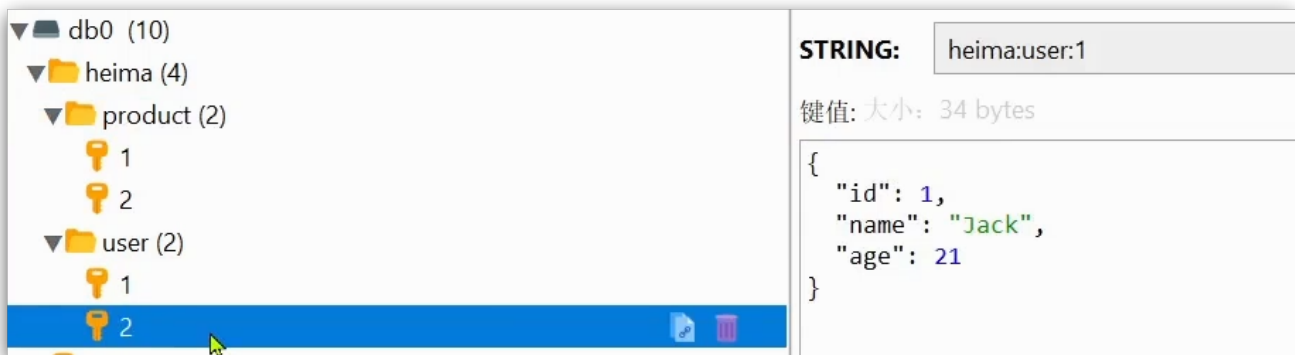 db0 (10)
heima (4)
product (2)
1
2
user (2)
1
2
STRING: heima:user:1
键值: 大小: 34 bytes
{
"id": 1,
"name": "Jack",
"age": 21
}